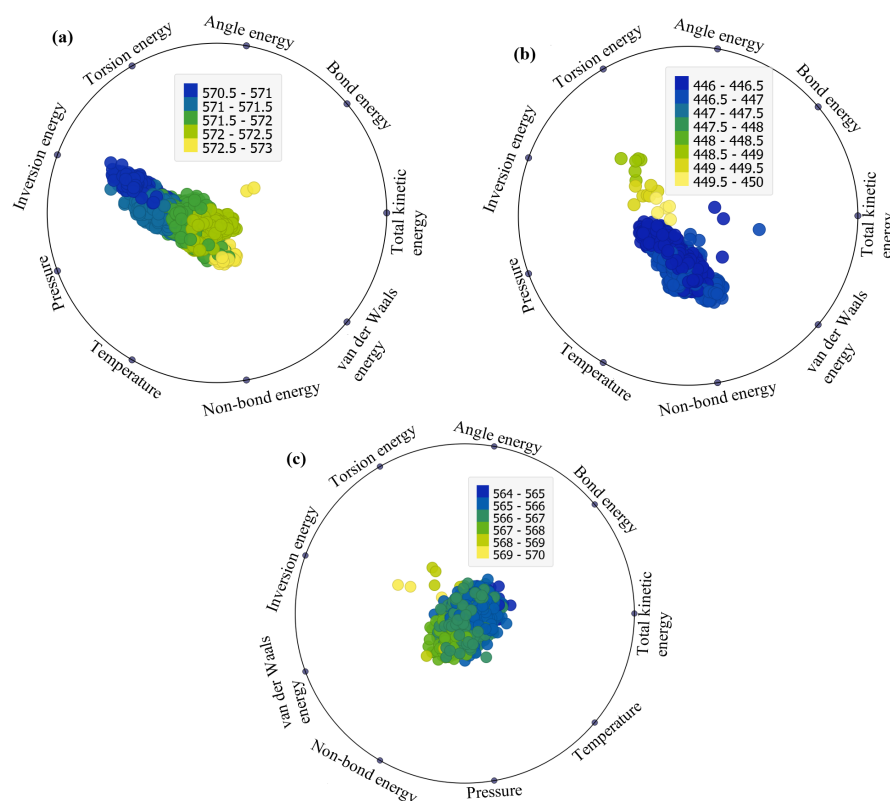 (a)
Angle energy
Torsion energy
Bond energy
Inversion energy
Total kinetic
energy
Pressure
van der Waals
energy
Temperature
Non-bond energy
570.5 - 571
571 - 571.5
571.5 - 572
572 - 572.5
572.5 - 573
(b)
Angle energy
Torsion energy
Bond energy
Inversion energy
Total kinetic
energy
Pressure
van der Waals
energy
Temperature
Non-bond energy
446 - 446.5
446.5 - 447
447 - 447.5
447.5 - 448
448 - 448.5
448.5 - 449
449 - 449.5
449.5 - 450
(c)
Angle energy
Torsion energy
Bond energy
Inversion energy
Total kinetic
energy
van der Waals
energy
Temperature
Non-bond energy
Pressure
564 - 565
565 - 566
566 - 567
567 - 568
568 - 569
569 - 570